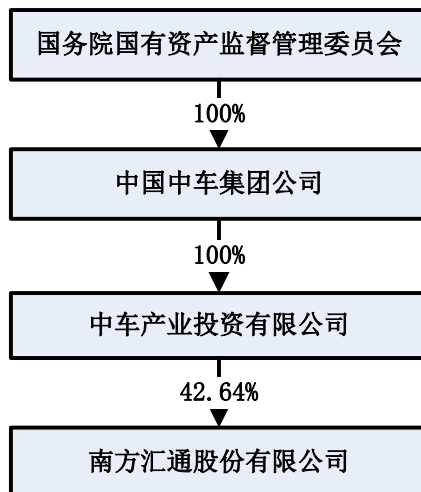 国务院国有资产监督管理委员会
100%
中国中车集团公司
100%
中车产业投资有限公司
42.64%
南方汇通股份有限公司